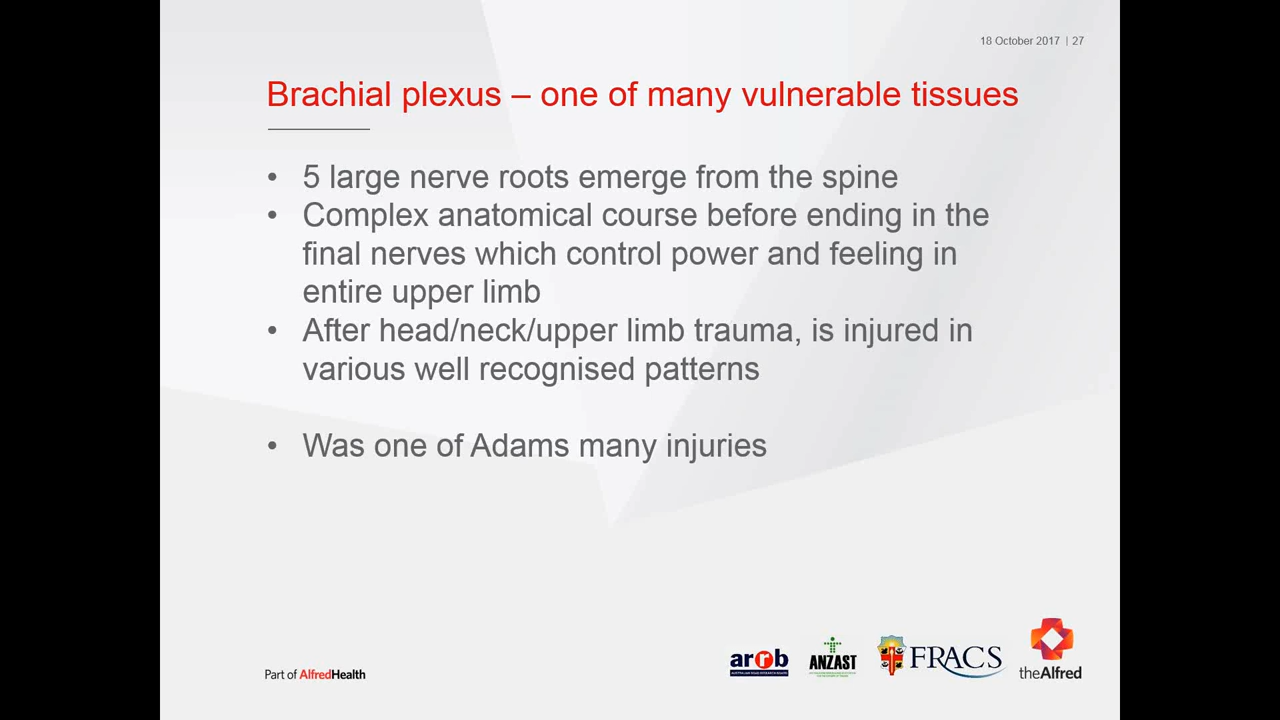 18 October 2017 | 27
Brachial plexus – one of many vulnerable tissues
• 5 large nerve roots emerge from the spine
• Complex anatomical course before ending in the
final nerves which control power and feeling in
entire upper limb
• After head/neck/upper limb trauma, is injured in
various well recognised patterns
• Was one of Adams many injuries
Part of AlfredHealth
arrb
ANZAST
FRACS
theAlfred